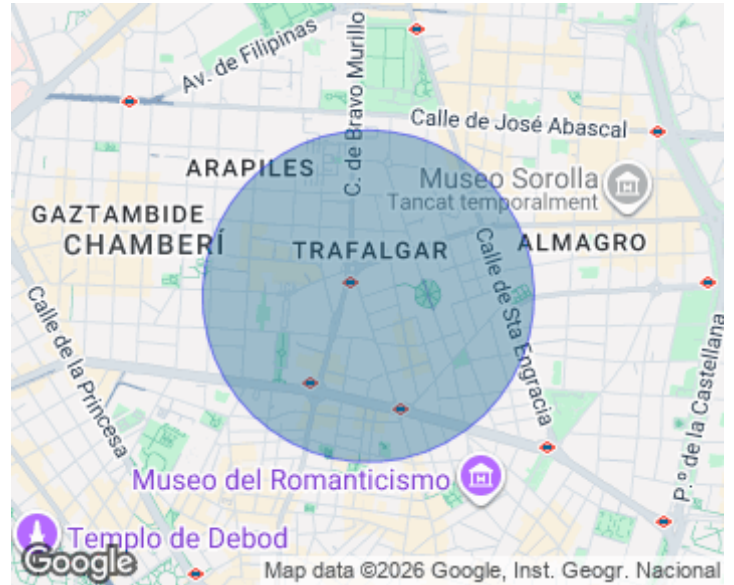 Av. de Filipinas
C. de Bravo Murillo
Calle de José Abascal
ARAPILES
Museo Sorolla
Tancat temporalment
GAZTAMBIDE
CHAMBERÍ
TRAFALGAR
ALMAGRO
Calle de Sta Engracia
Calle de la Princesa
P.º de la Castellana
Museo del Romanticismo
Templo de Debod
Google
Map data ©2026 Google, Inst. Geogr. Nacional